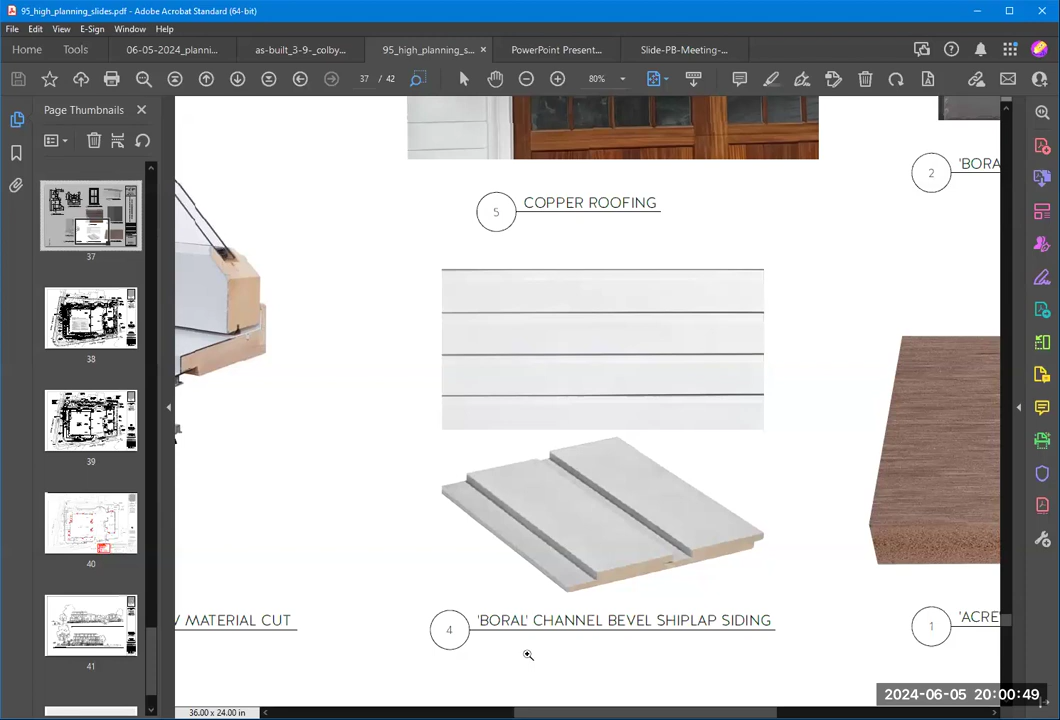 95_high_planning_slides.pdf - Adobe Acrobat Standard (64-bit)
File Edit View E-Sign Window Help
Home Tools 06-05-2024_planni... as-built_3-9-_colby... 95_high_planning_s... × PowerPoint Present... Slide-PB-Meeting-...
37 / 42 80%
Page Thumbnails
37
38
39
40
41
5 COPPER ROOFING
2 'BORA
MATERIAL CUT
4 'BORAL' CHANNEL BEVEL SHIPLAP SIDING
1 'ACRE
36.00 x 24.00 in
2024-06-05 20:00:49